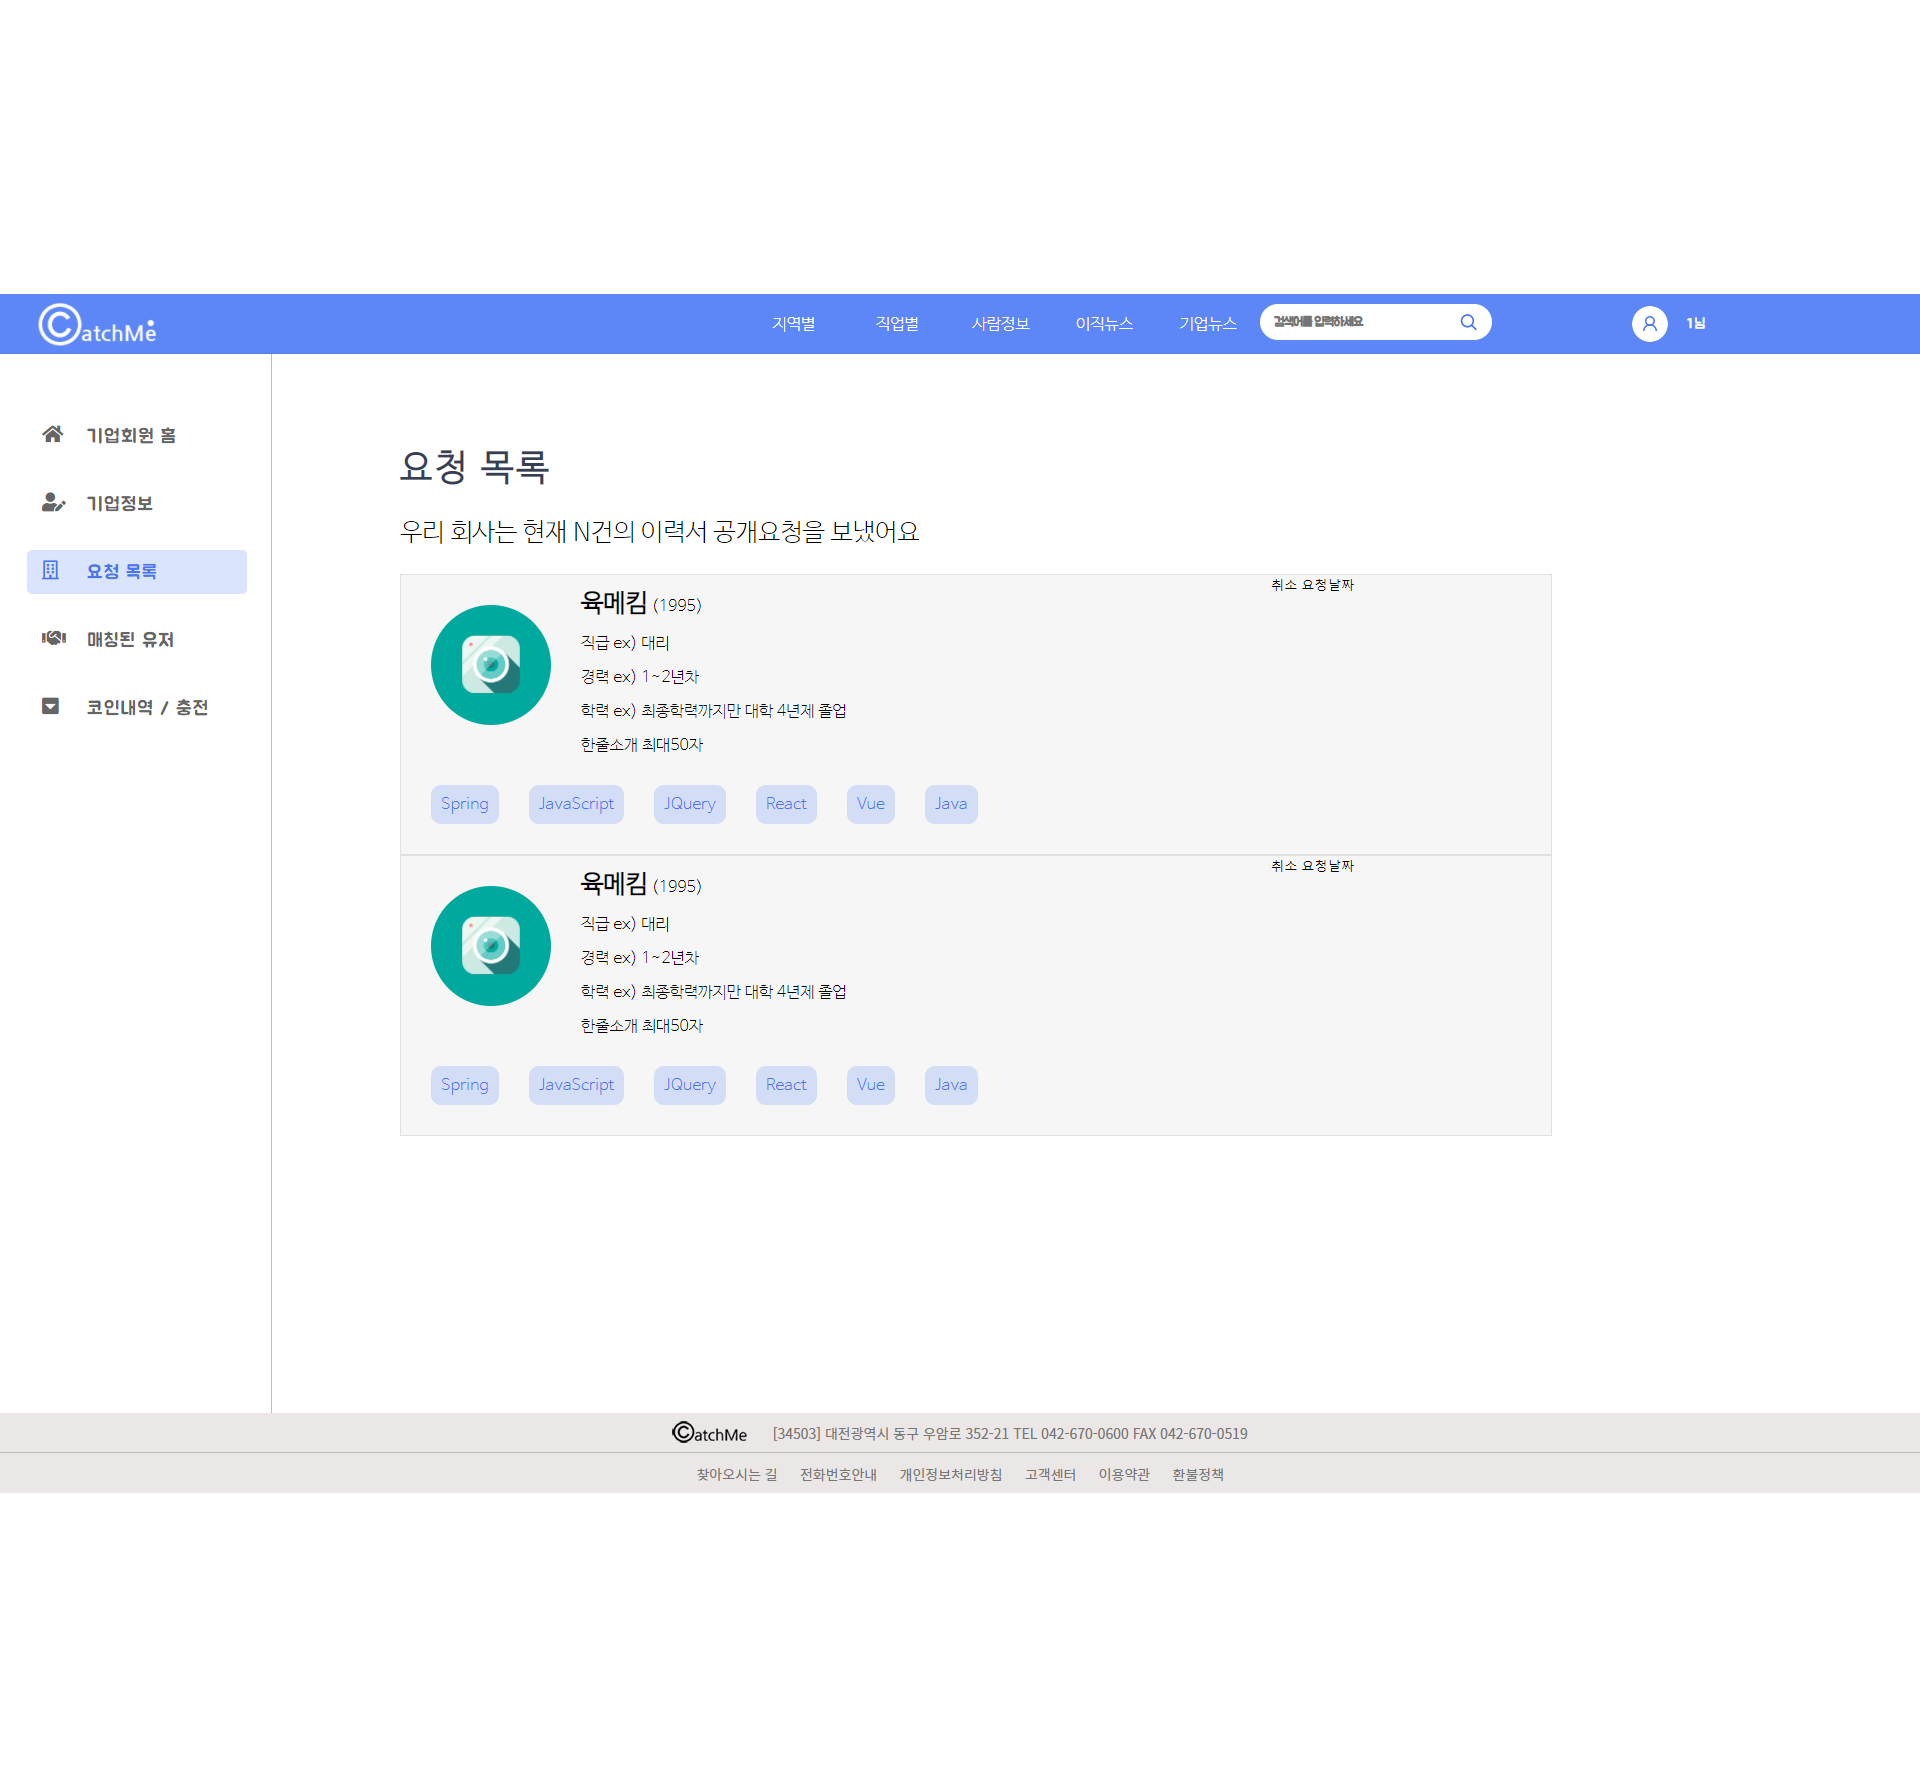 CatchMe
지역별 직업별 사람정보 이직뉴스 기업뉴스 검색어를 입력하세요 1님
기업회원 홈
기업정보
요청 목록
매칭된 유저
코인내역 / 충전
요청 목록
우리 회사는 현재 N건의 이력서 공개요청을 보냈어요
취소 요청날짜
육메킴 (1995)
직급 ex) 대리
경력 ex) 1~2년차
학력 ex) 최종학력까지만 대학 4년제 졸업
한줄소개 최대50자
Spring JavaScript JQuery React Vue Java
취소 요청날짜
육메킴 (1995)
직급 ex) 대리
경력 ex) 1~2년차
학력 ex) 최종학력까지만 대학 4년제 졸업
한줄소개 최대50자
Spring JavaScript JQuery React Vue Java
CatchMe [34503] 대전광역시 동구 우암로 352-21 TEL 042-670-0600 FAX 042-670-0519
찾아오시는 길 전화번호안내 개인정보처리방침 고객센터 이용약관 환불정책